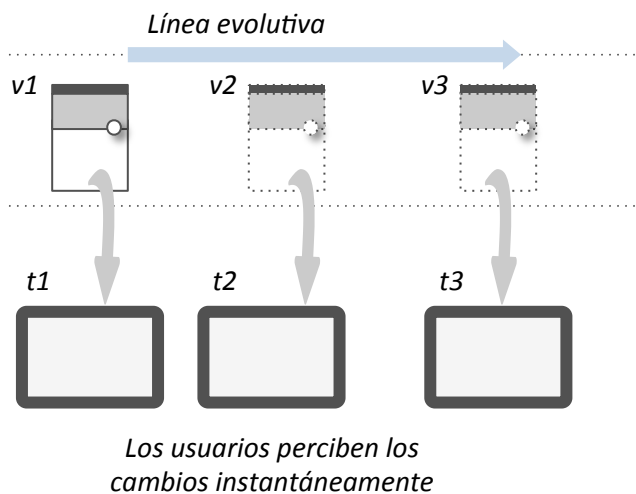 Línea evolutiva
v1 v2 v3
t1 t2 t3
Los usuarios perciben los
cambios instantáneamente